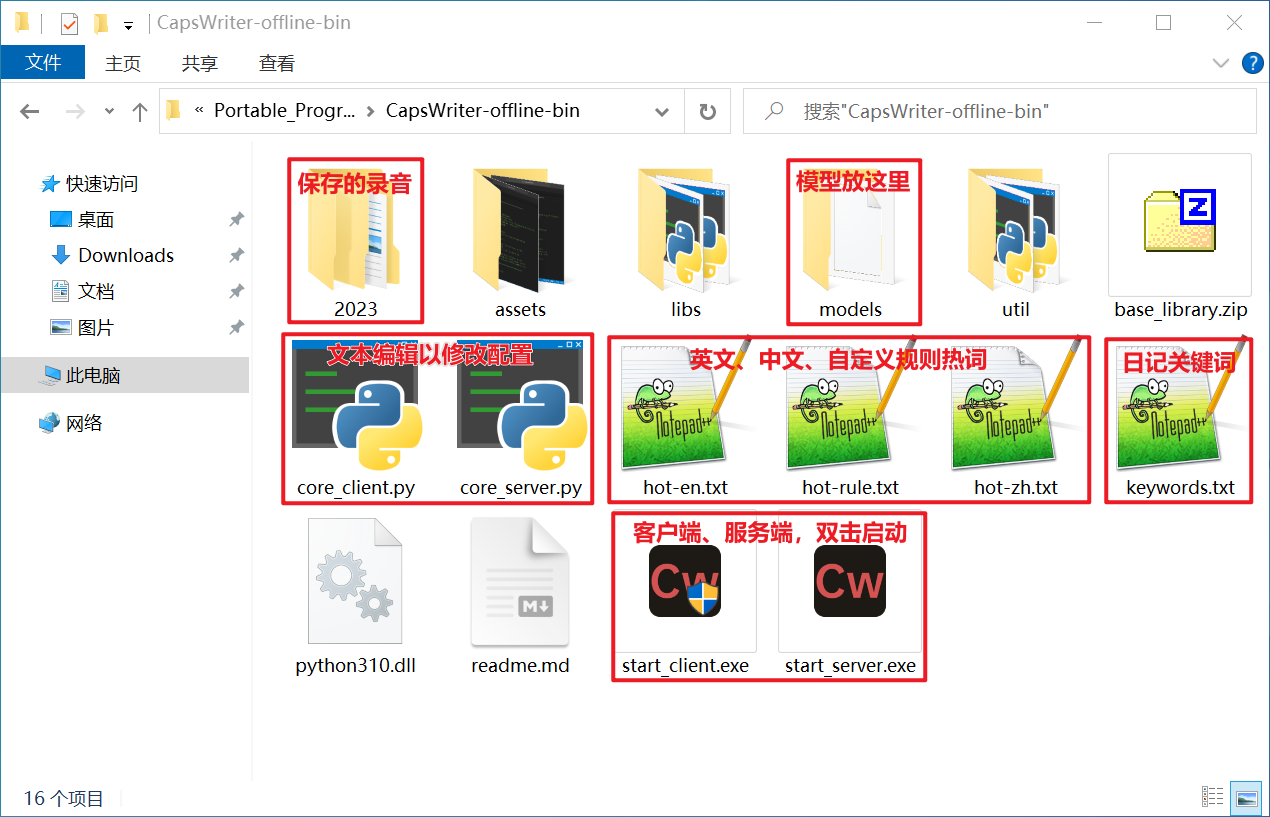 CapsWriter-offline-bin
文件 主页 共享 查看
« Portable_Progr... › CapsWriter-offline-bin
搜索"CapsWriter-offline-bin"
快速访问
桌面
Downloads
文档
图片
此电脑
网络
保存的录音
模型放这里
2023 assets libs models util base_library.zip
文本编辑以修改配置
英文、中文、自定义规则热词
日记关键词
Notepad++ Notepad++ Notepad++ Notepad++
core_client.py core_server.py hot-en.txt hot-rule.txt hot-zh.txt keywords.txt
客户端、服务端，双击启动
Cw Cw
python310.dll readme.md start_client.exe start_server.exe
16 个项目